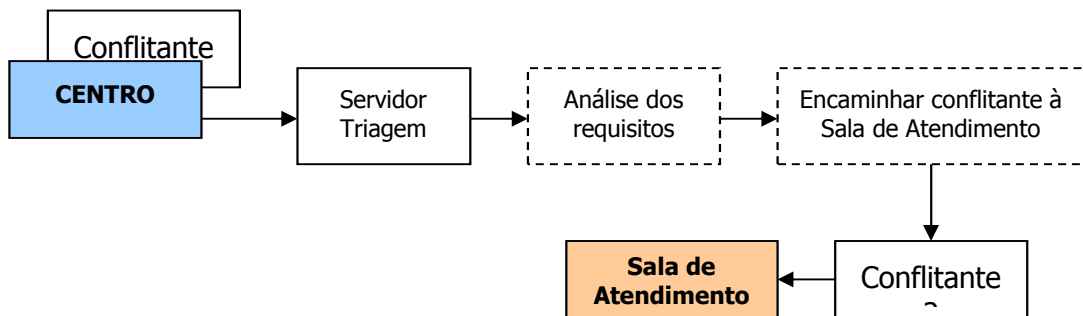 Conflitante
CENTRO
Servidor
Triagem
Análise dos
requisitos
Encaminhar conflitante à
Sala de Atendimento
Sala de
Atendimento
Conflitante